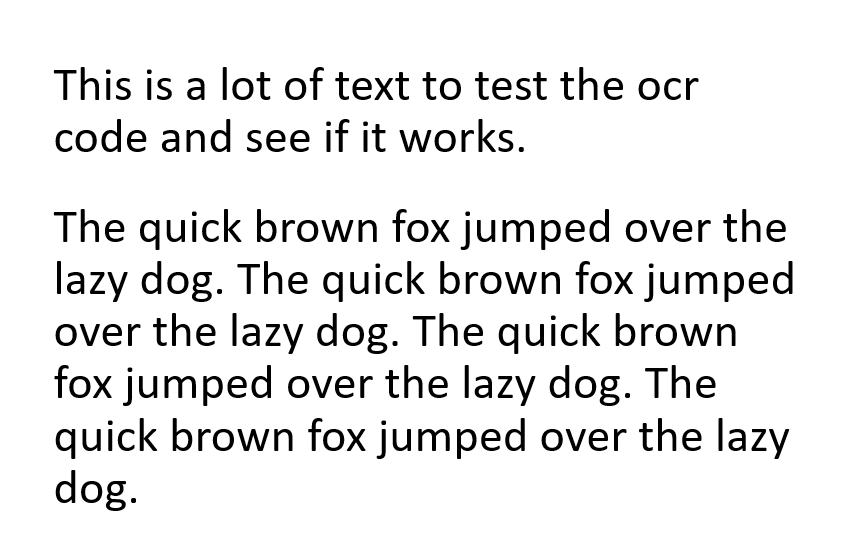 This is a lot of text to test the ocr
code and see if it works.
The quick brown fox jumped over the
lazy dog. The quick brown fox jumped
over the lazy dog. The quick brown
fox jumped over the lazy dog. The
quick brown fox jumped over the lazy
dog.